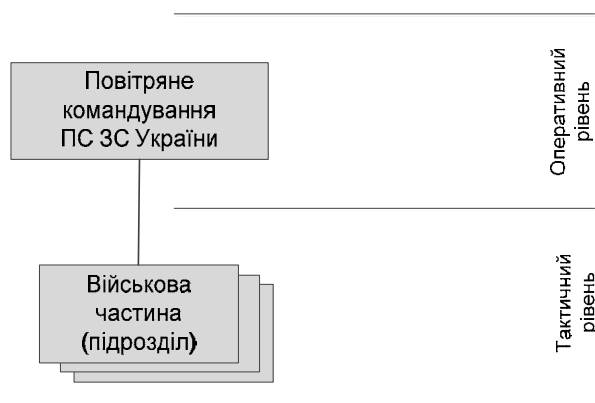 Повітряне
командування
ПС ЗС України
Оперативний
рівень
Військова
частина
(підрозділ)
Тактичний
рівень